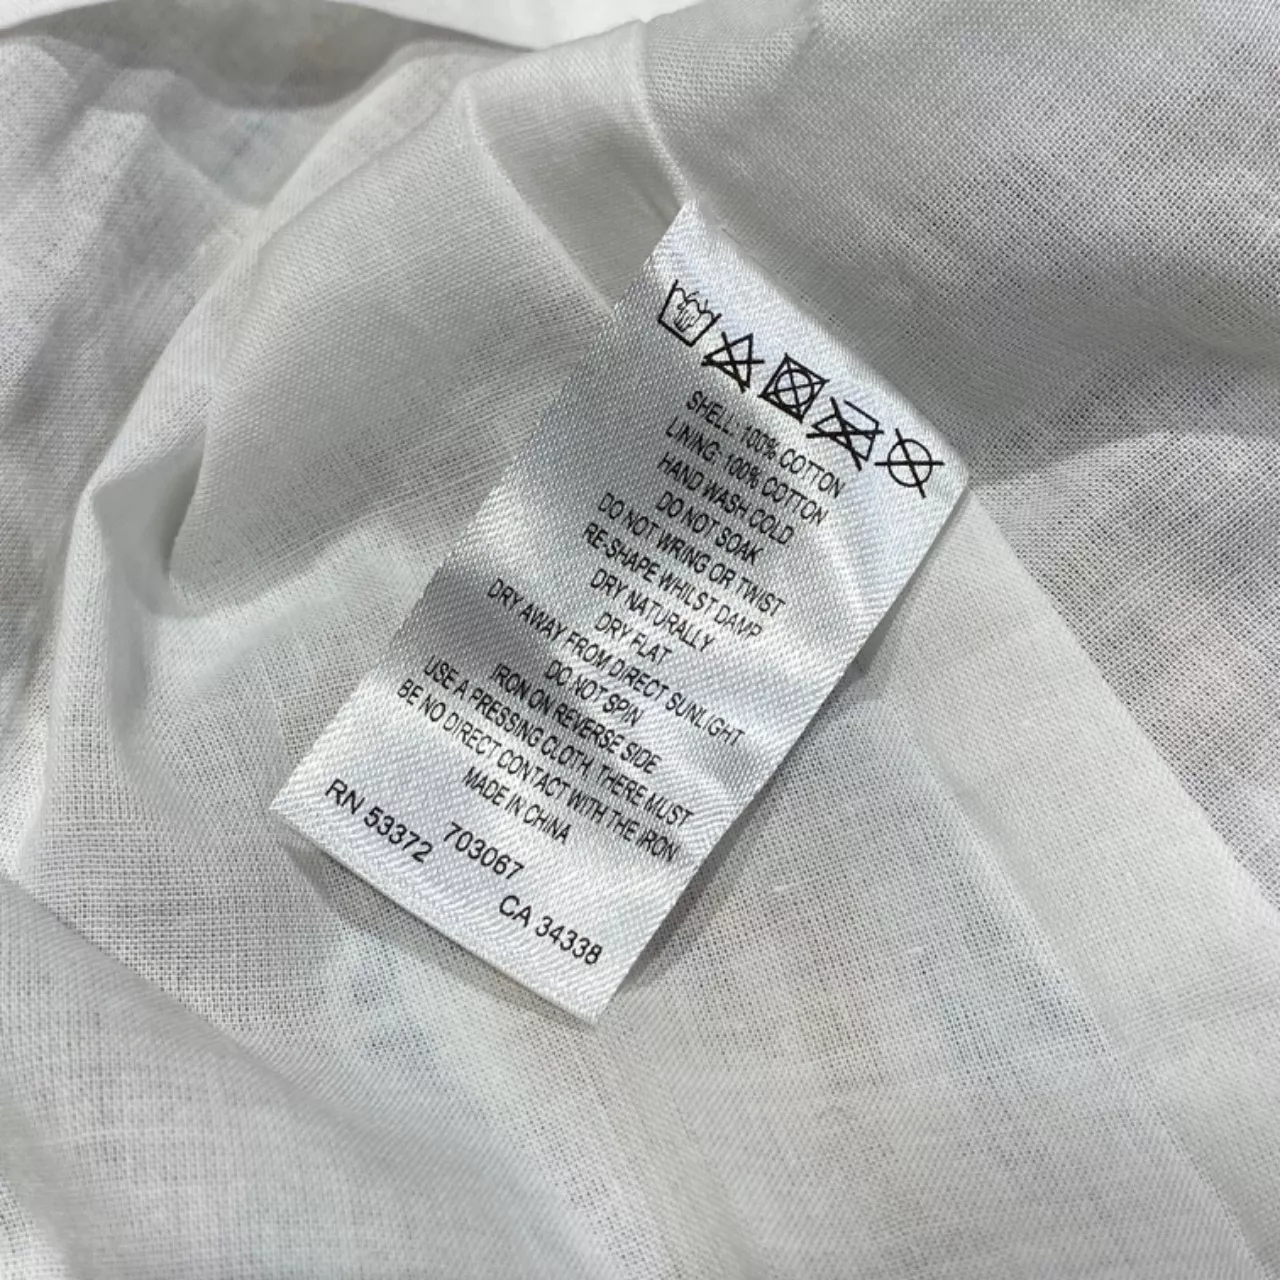 SHELL: 100% COTTON
LINING: 100% COTTON
HAND WASH COLD
DO NOT SOAK
DO NOT WRING OR TWIST
RE-SHAPE WHILST DAMP
DRY NATURALLY
DRY FLAT
DRY AWAY FROM DIRECT SUNLIGHT
DO NOT SPIN
IRON ON REVERSE SIDE
USE A PRESSING CLOTH, THERE MUST
BE NO DIRECT CONTACT WITH THE IRON
MADE IN CHINA
703067
RN 53372
CA 34338